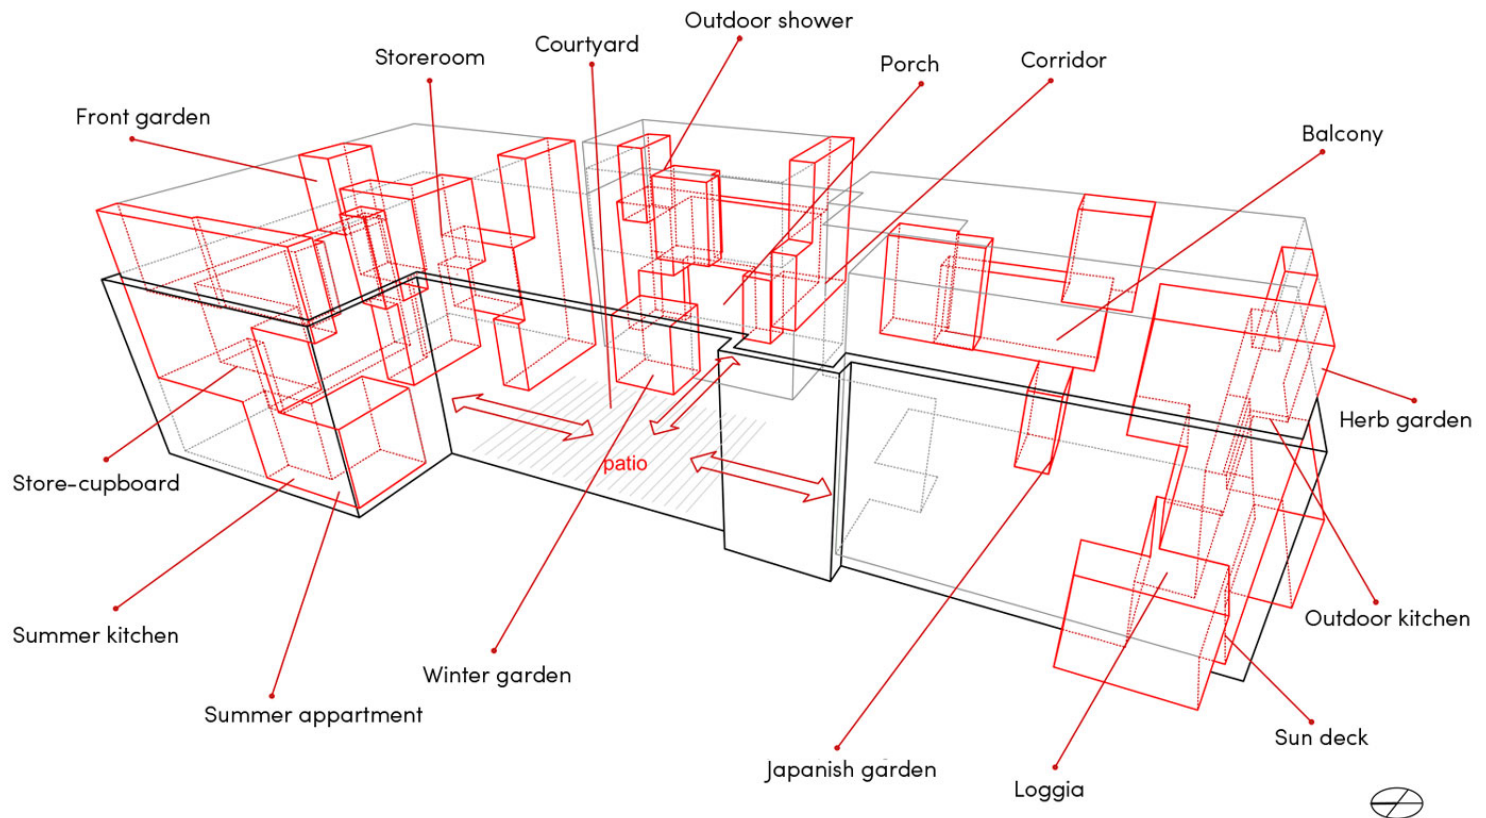 Outdoor shower
Courtyard
Storeroom
Porch
Corridor
Front garden
Balcony
Herb garden
patio
Store-cupboard
Outdoor kitchen
Summer kitchen
Winter garden
Summer appartment
Sun deck
Japanish garden
Loggia